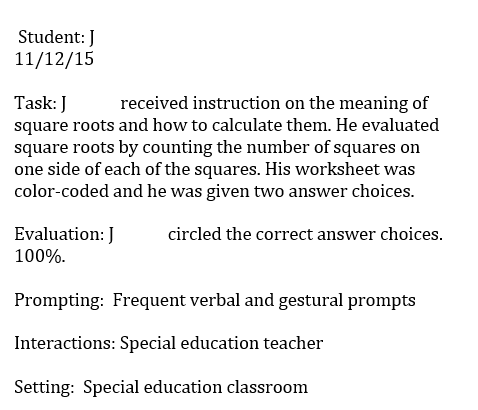 Student: J
11/12/15
Task: J received instruction on the meaning of
square roots and how to calculate them. He evaluated
square roots by counting the number of squares on
one side of each of the squares. His worksheet was
color-coded and he was given two answer choices.
Evaluation: J circled the correct answer choices.
100%.
Prompting: Frequent verbal and gestural prompts
Interactions: Special education teacher
Setting: Special education classroom